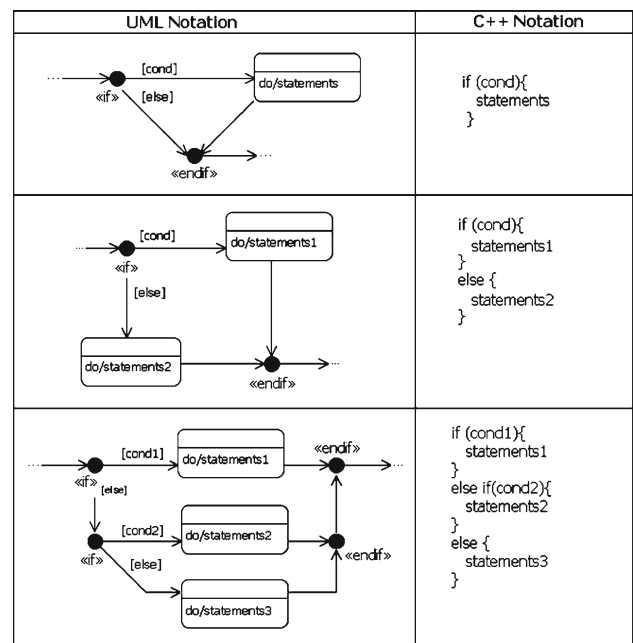 UML Notation
C++ Notation
... [cond]
«if» [else]
do/statements
«endif» ...
if (cond){
statements
}
... [cond]
«if»
do/statements1
[else]
do/statements2
...
«endif»
if (cond){
statements1
}
else {
statements2
}
... [cond1]
«if»
do/statements1
«endif»
...
[else]
[cond2]
«if»
do/statements2
«endif»
[else]
do/statements3
if (cond1){
statements1
}
else if(cond2){
statements2
}
else {
statements3
}